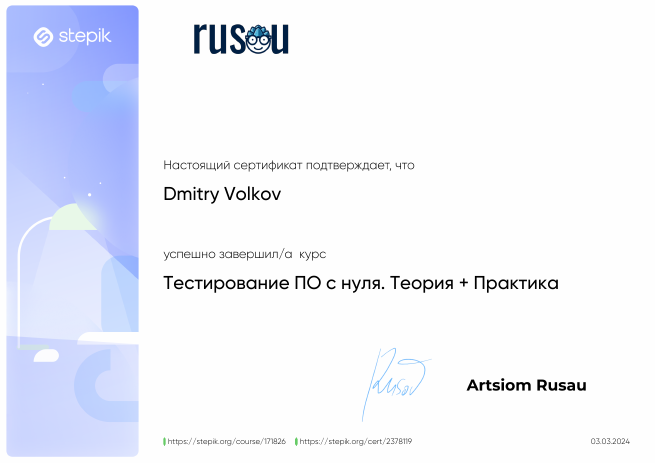 stepik
rusau
Настоящий сертификат подтверждает, что
Dmitry Volkov
успешно завершил/а курс
Тестирование ПО с нуля. Теория + Практика
Rusau
Artsiom Rusau
https://stepik.org/course/171826 https://stepik.org/cert/2378119 03.03.2024